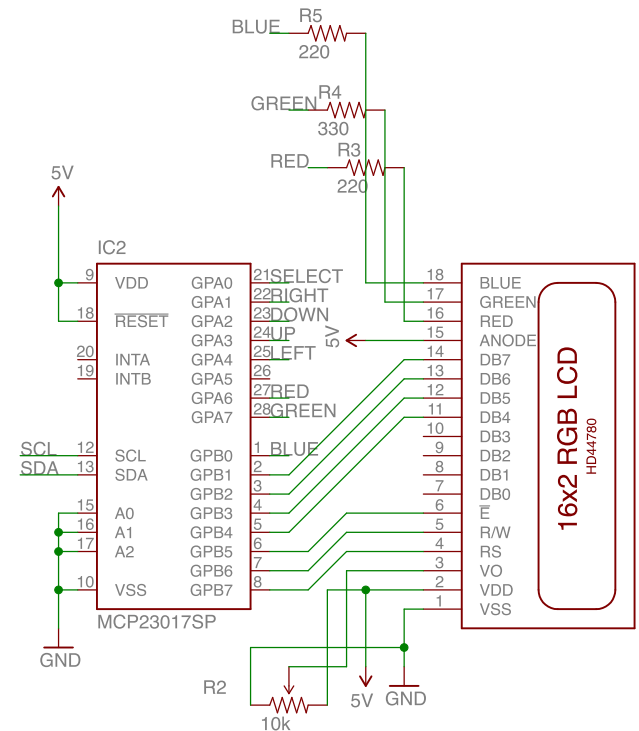 BLUE
R5
220
GREEN
R4
330
RED
R3
220
5V
IC2
9 VDD GPA0 21 SELECT
GPA1 22 RIGHT
18 RESET GPA2 23 DOWN
GPA3 24 UP
20 INTA GPA4 25 LEFT
19 INTB GPA5 26
GPA6 27 RED
GPA7 28 GREEN
SCL 12 SCL GPB0 1 BLUE
SDA 13 SDA GPB1 2
GPB2 3
15 A0 GPB3 4
16 A1 GPB4 5
17 A2 GPB5 6
GPB6 7
10 VSS GPB7 8
MCP23017SP
GND
18 BLUE
17 GREEN
16 RED
5V
15 ANODE
14 DB7
13 DB6
12 DB5
11 DB4
10 DB3
9 DB2
8 DB1
7 DB0
6 E
5 R/W
4 RS
3 VO
2 VDD
1 VSS
16x2 RGB LCD
HD44780
R2
10k
5V
GND